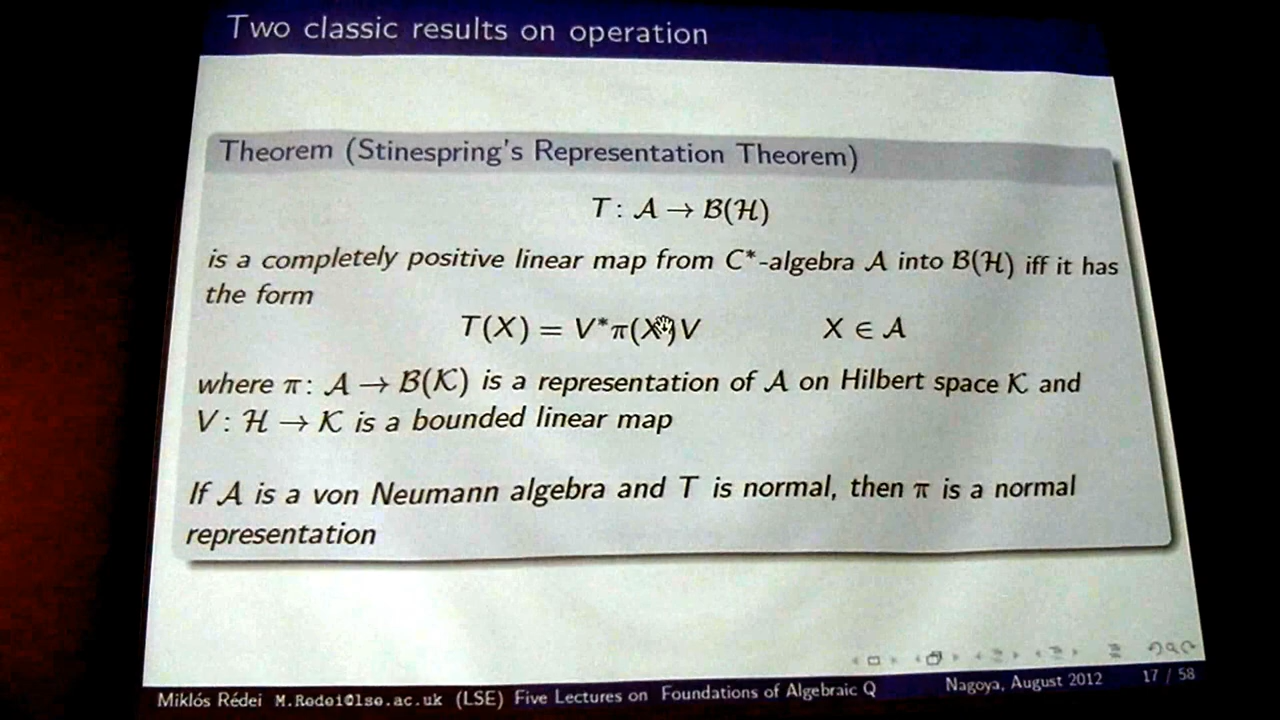 Two classic results on operation
Theorem (Stinespring's Representation Theorem)
T : 𝒜 → ℬ(ℋ)
is a completely positive linear map from C*-algebra 𝒜 into ℬ(ℋ) iff it has
the form
T(X) = V*π(X)V X ∈ 𝒜
where π : 𝒜 → ℬ(𝒦) is a representation of 𝒜 on Hilbert space 𝒦 and
V : ℋ → 𝒦 is a bounded linear map
If 𝒜 is a von Neumann algebra and T is normal, then π is a normal
representation
Miklós Rédei M.Redei@lse.ac.uk (LSE) Five Lectures on Foundations of Algebraic Q Nagoya, August 2012 17 / 58